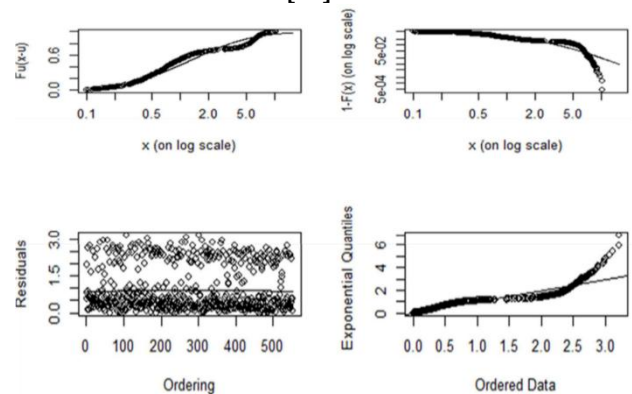 Fu(x-u)
0.0 0.6
0.1 0.5 2.0 5.0
x (on log scale)
1-F(x) (on log scale)
5e-04 5e-02
0.1 0.5 2.0 5.0
x (on log scale)
Residuals
0.0 1.5 3.0
0 100 200 300 400 500
Ordering
Exponential Quantiles
0 2 4 6
0.0 0.5 1.0 1.5 2.0 2.5 3.0
Ordered Data